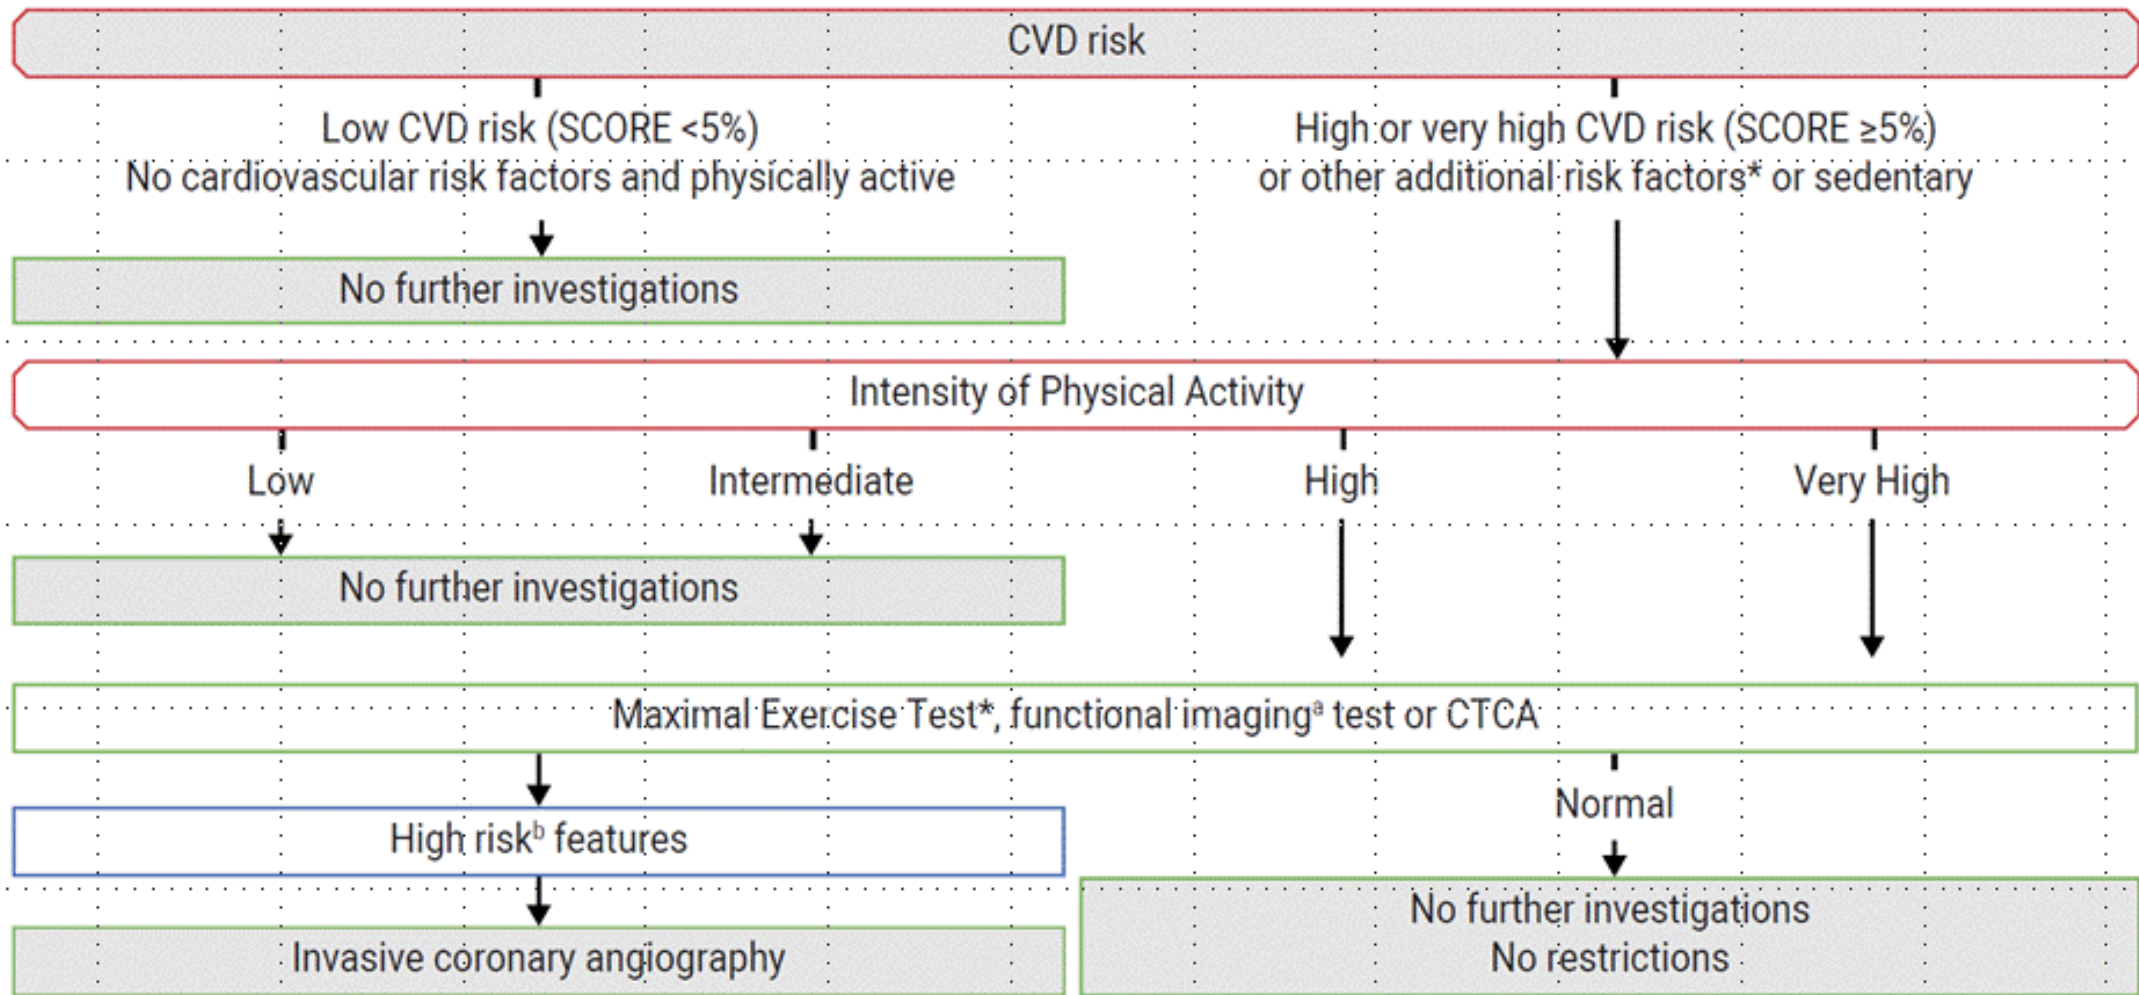 CVD risk
Low CVD risk (SCORE <5%)
No cardiovascular risk factors and physically active
High or very high CVD risk (SCORE ≥5%)
or other additional risk factors* or sedentary
No further investigations
Intensity of Physical Activity
Low
Intermediate
High
Very High
No further investigations
Maximal Exercise Test*, functional imagingᵃ test or CTCA
High riskᵇ features
Normal
Invasive coronary angiography
No further investigations
No restrictions